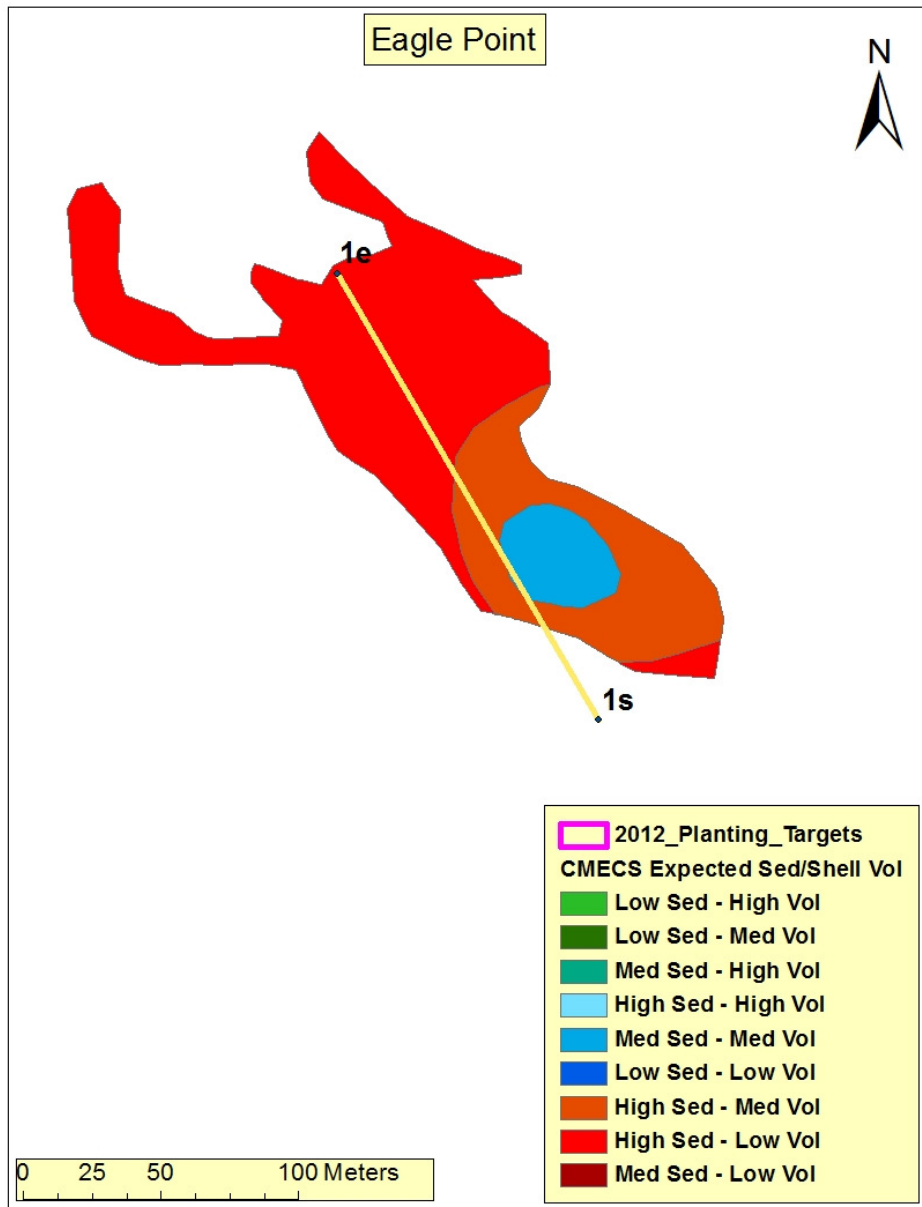 Eagle Point
N
1e
1s
2012_Planting_Targets
CMECS Expected Sed/Shell Vol
Low Sed - High Vol
Low Sed - Med Vol
Med Sed - High Vol
High Sed - High Vol
Med Sed - Med Vol
Low Sed - Low Vol
High Sed - Med Vol
High Sed - Low Vol
Med Sed - Low Vol
0 25 50 100 Meters